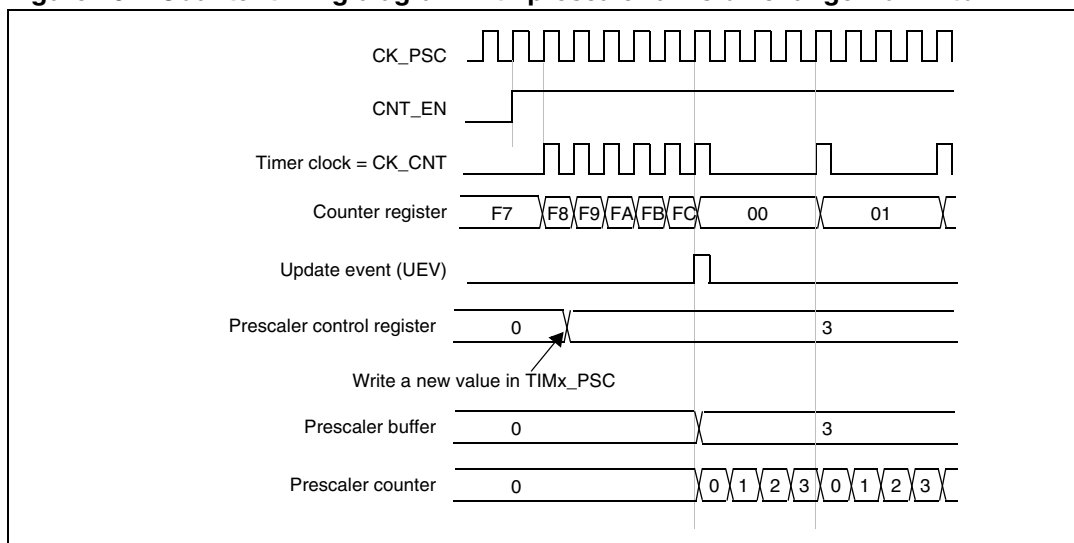 CK_PSC
CNT_EN
Timer clock = CK_CNT
Counter register F7 F8 F9 FA FB FC 00 01
Update event (UEV)
Prescaler control register 0 3
Write a new value in TIMx_PSC
Prescaler buffer 0 3
Prescaler counter 0 0 1 2 3 0 1 2 3